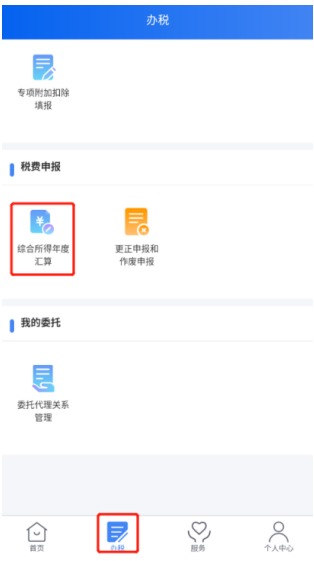 办税
专项附加扣除
填报
税费申报
综合所得年度
汇算
更正申报和
作废申报
我的委托
委托代理关系
管理
首页
办税
服务
个人中心